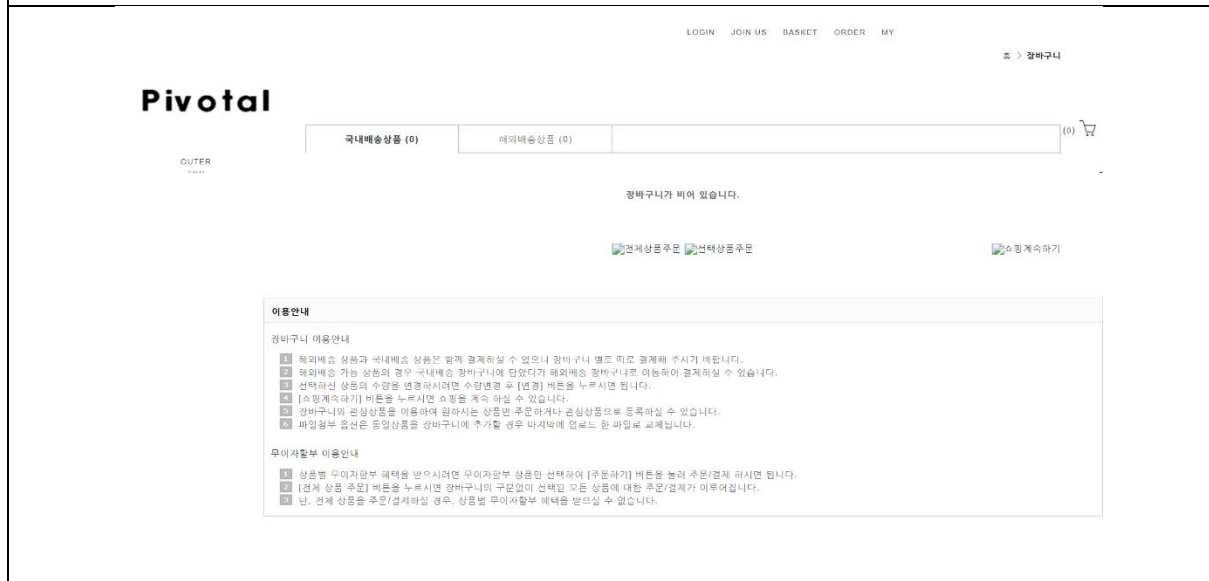 LOGIN JOIN US BASKET ORDER MY
홈 > 장바구니
Pivotal
국내배송상품 (0) 해외배송상품 (0)
(0)
OUTER
장바구니가 비어 있습니다.
전체상품주문 선택상품주문 쇼핑계속하기
이용안내
장바구니 이용안내
1 해외배송 상품과 국내배송 상품은 함께 결제하실 수 없으니 장바구니 별로 따로 결제해 주시기 바랍니다.
2 해외배송 가능 상품의 경우 국내배송 장바구니에 담았다가 해외배송 장바구니로 이동하여 결제하실 수 있습니다.
3 선택하신 상품의 수량을 변경하시려면 수량변경 후 [변경] 버튼을 누르시면 됩니다.
4 [쇼핑계속하기] 버튼을 누르시면 쇼핑을 계속 하실 수 있습니다.
5 장바구니와 관심상품을 이용하여 원하시는 상품만 주문하거나 관심상품으로 등록하실 수 있습니다.
6 파일첨부 옵션은 동일상품을 장바구니에 추가할 경우 마지막에 업로드 한 파일로 교체됩니다.
무이자할부 이용안내
1 상품별 무이자할부 혜택을 받으시려면 무이자할부 상품만 선택하여 [주문하기] 버튼을 눌러 주문/결제 하시면 됩니다.
2 [전체 상품 주문] 버튼을 누르시면 장바구니의 구분없이 선택된 모든 상품에 대한 주문/결제가 이루어집니다.
3 단, 전체 상품을 주문/결제하실 경우, 상품별 무이자할부 혜택을 받으실 수 없습니다.